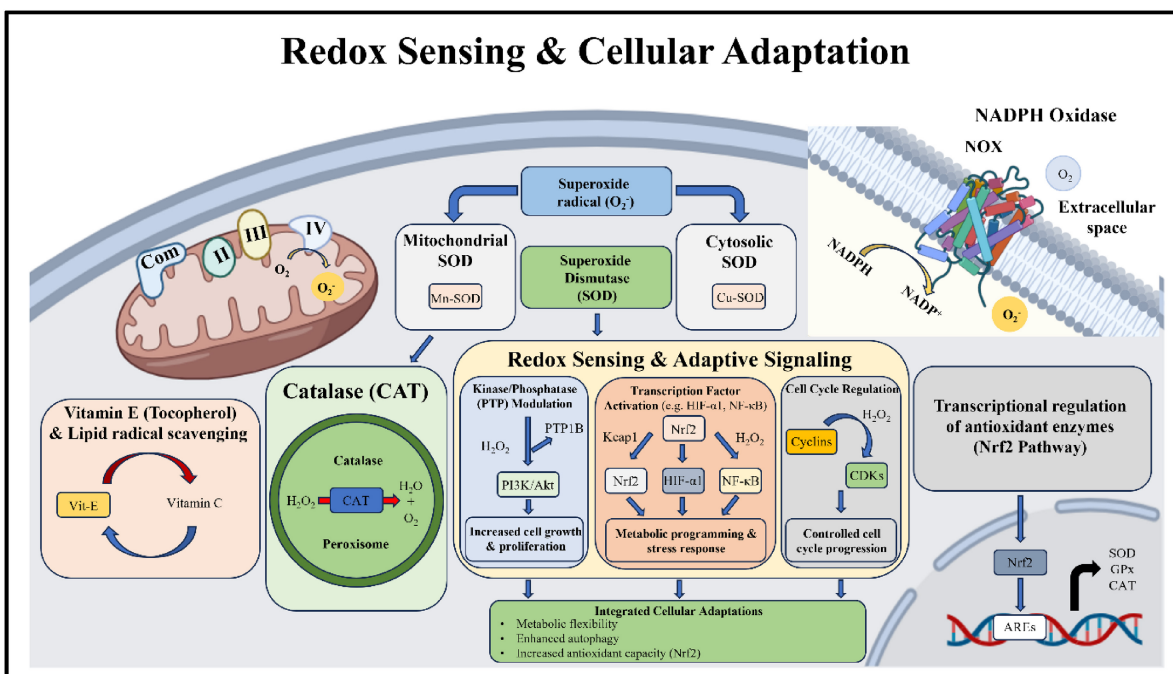 Redox Sensing & Cellular Adaptation
NADPH Oxidase
NOX
O₂
Extracellular
space
NADPH
NADP⁺
O₂⁻
Superoxide
radical (O₂⁻)
Com
II
III
IV
O₂
O₂⁻
Mitochondrial
SOD
Mn-SOD
Superoxide
Dismutase
(SOD)
Cytosolic
SOD
Cu-SOD
Vitamin E (Tocopherol)
& Lipid radical scavenging
Vit-E
Vitamin C
Catalase (CAT)
Catalase
H₂O₂
CAT
H₂O
+
O₂
Peroxisome
Redox Sensing & Adaptive Signaling
Kinase/Phosphatase
(PTP) Modulation
PTP1B
H₂O₂
PI3K/Akt
Increased cell growth
& proliferation
Transcription Factor
Activation (e.g. HIF-α1, NF-κB)
Kcap1
Nrf2
H₂O₂
Nrf2
HIF-α1
NF-κB
Metabolic programming &
stress response
Cell Cycle Regulation
H₂O₂
Cyclins
CDKs
Controlled cell
cycle progression
Integrated Cellular Adaptations
• Metabolic flexibility
• Enhanced autophagy
• Increased antioxidant capacity (Nrf2)
Transcriptional regulation
of antioxidant enzymes
(Nrf2 Pathway)
Nrf2
SOD
GPx
CAT
AREs